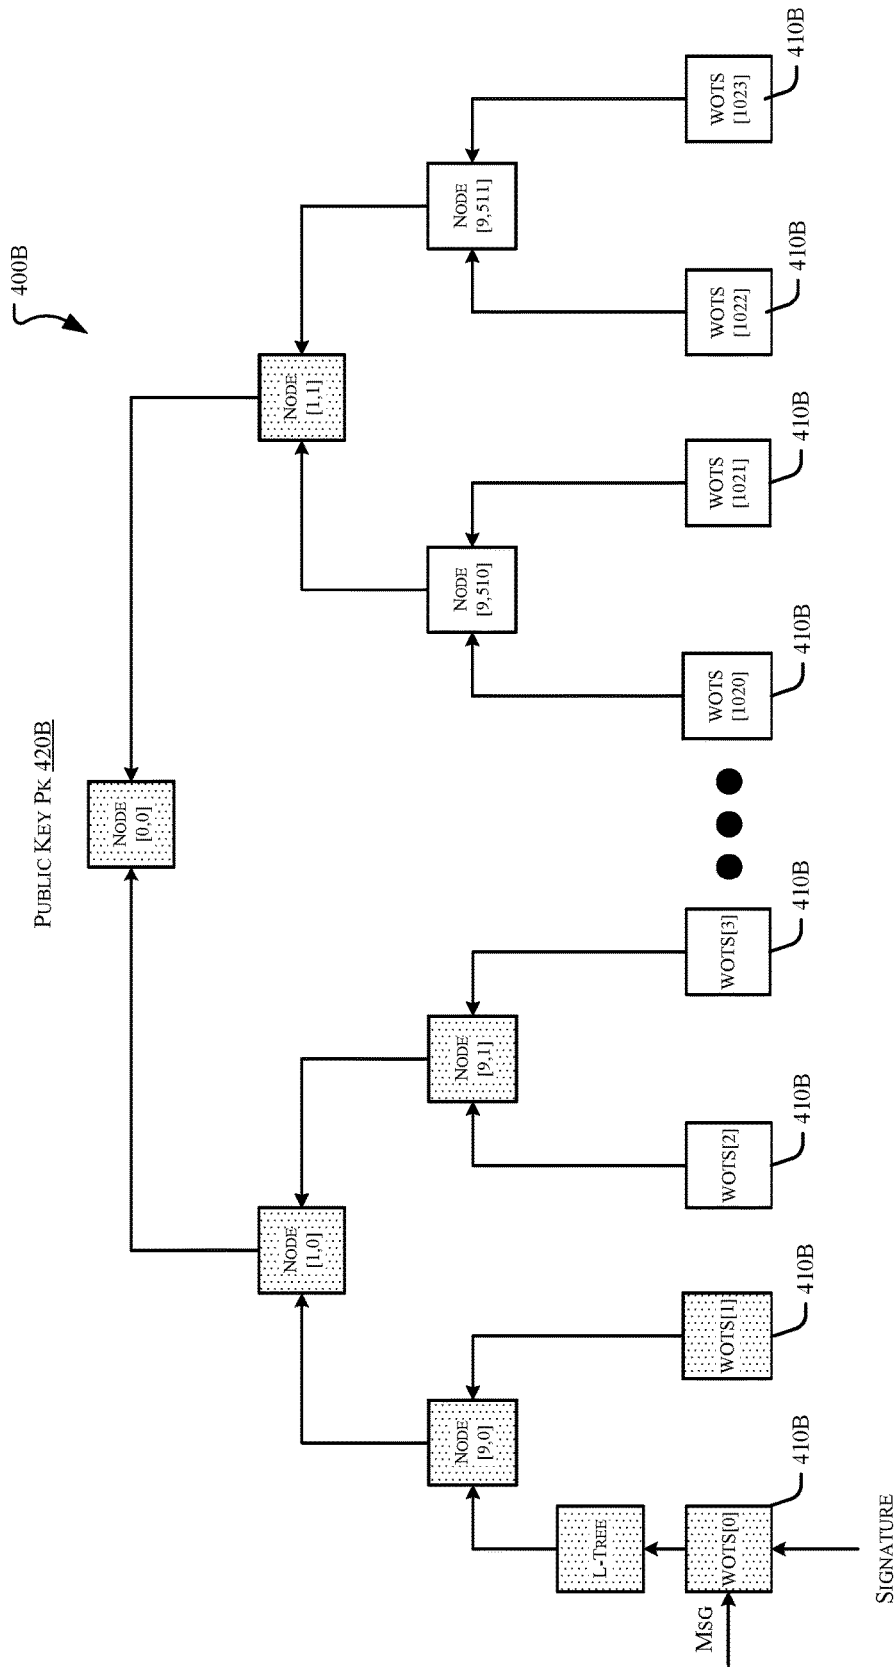 400B
PUBLIC KEY PK 420B
NODE
[0,0]
NODE
[1,0]
NODE
[1,1]
NODE
[9,0]
NODE
[9,1]
NODE
[9,510]
NODE
[9,511]
L-TREE
WOTS[0]
WOTS[1]
WOTS[2]
WOTS[3]
WOTS
[1020]
WOTS
[1021]
WOTS
[1022]
WOTS
[1023]
410B
410B
410B
410B
410B
410B
410B
410B
MSG
SIGNATURE